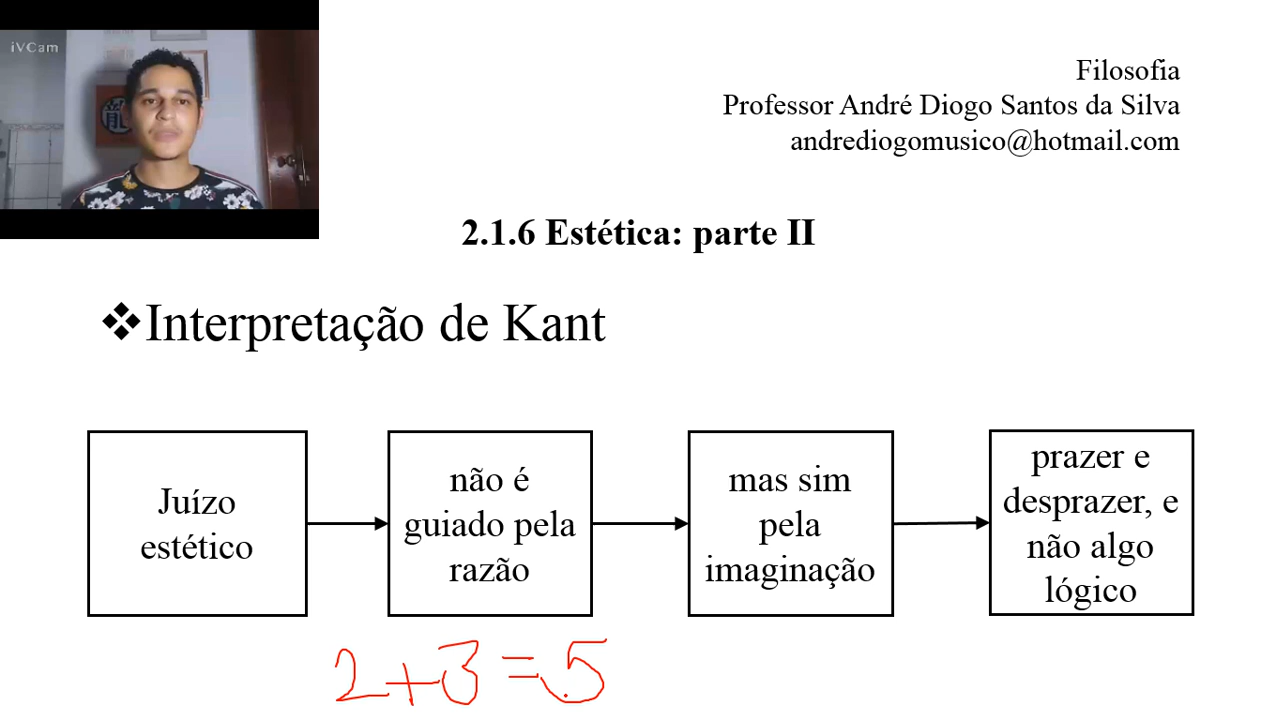 iVCam
龍
Filosofia
Professor André Diogo Santos da Silva
andrediogomusico@hotmail.com
2.1.6 Estética: parte II
❖Interpretação de Kant
Juízo
estético
não é
guiado pela
razão
mas sim
pela
imaginação
prazer e
desprazer, e
não algo
lógico
2+3=5